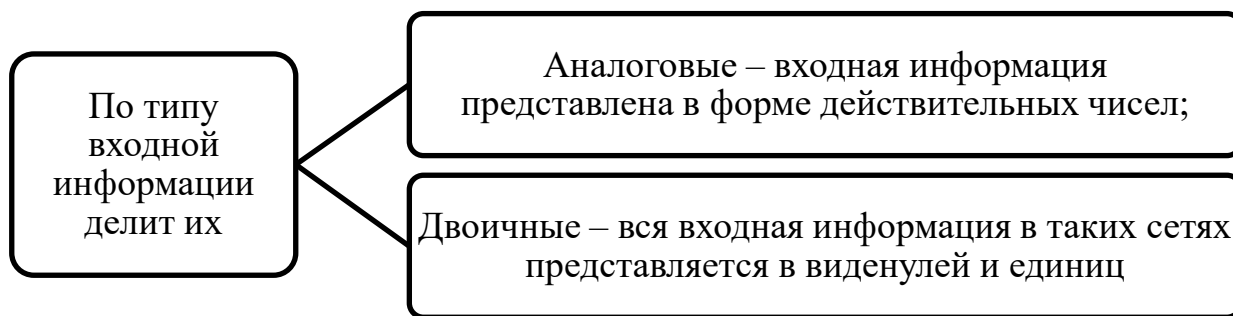 По типу
входной
информации
делит их
Аналоговые – входная информация
представлена в форме действительных чисел;
Двоичные – вся входная информация в таких сетях
представляется в виденулей и единиц